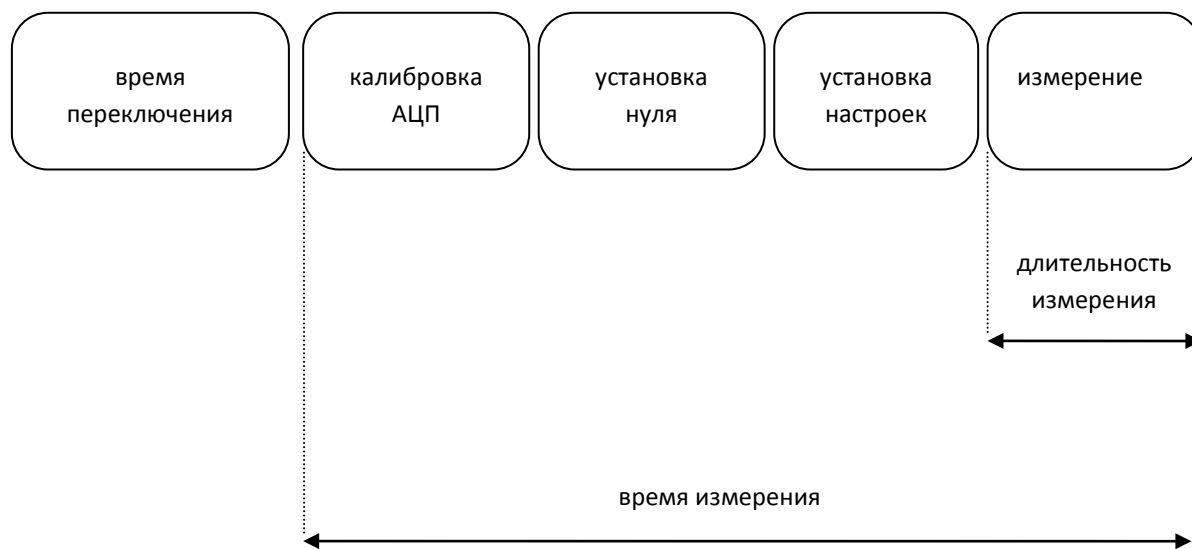 время
переключения
калибровка
АЦП
установка
нуля
установка
настроек
измерение
длительность
измерения
время измерения